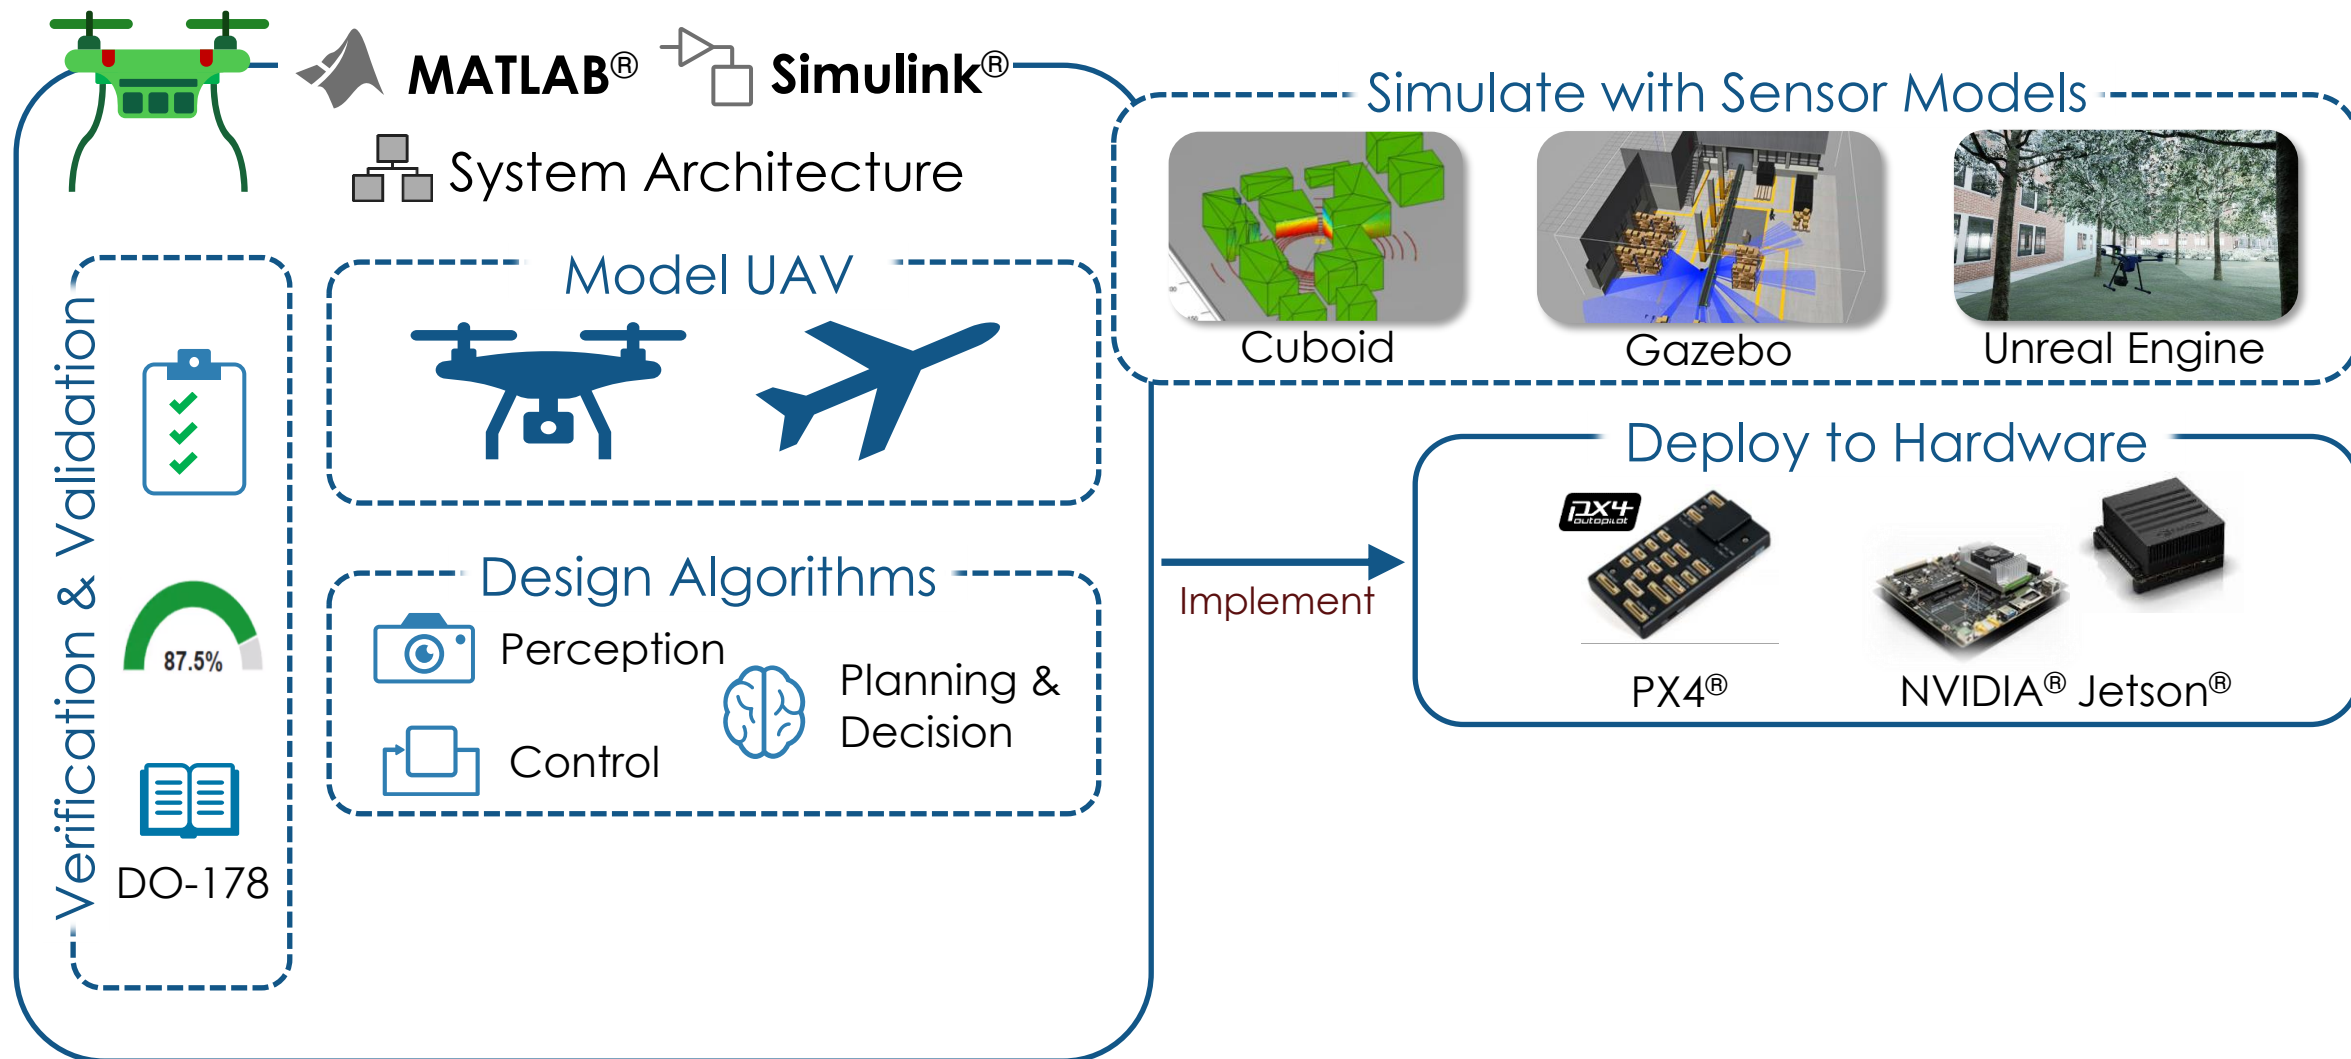 MATLAB®
Simulink®
System Architecture
Verification & Validation
87.5%
DO-178
Model UAV
Design Algorithms
Perception
Control
Planning &
Decision
Simulate with Sensor Models
Cuboid
Gazebo
Unreal Engine
Implement
Deploy to Hardware
px4
autopilot
PX4®
NVIDIA® Jetson®